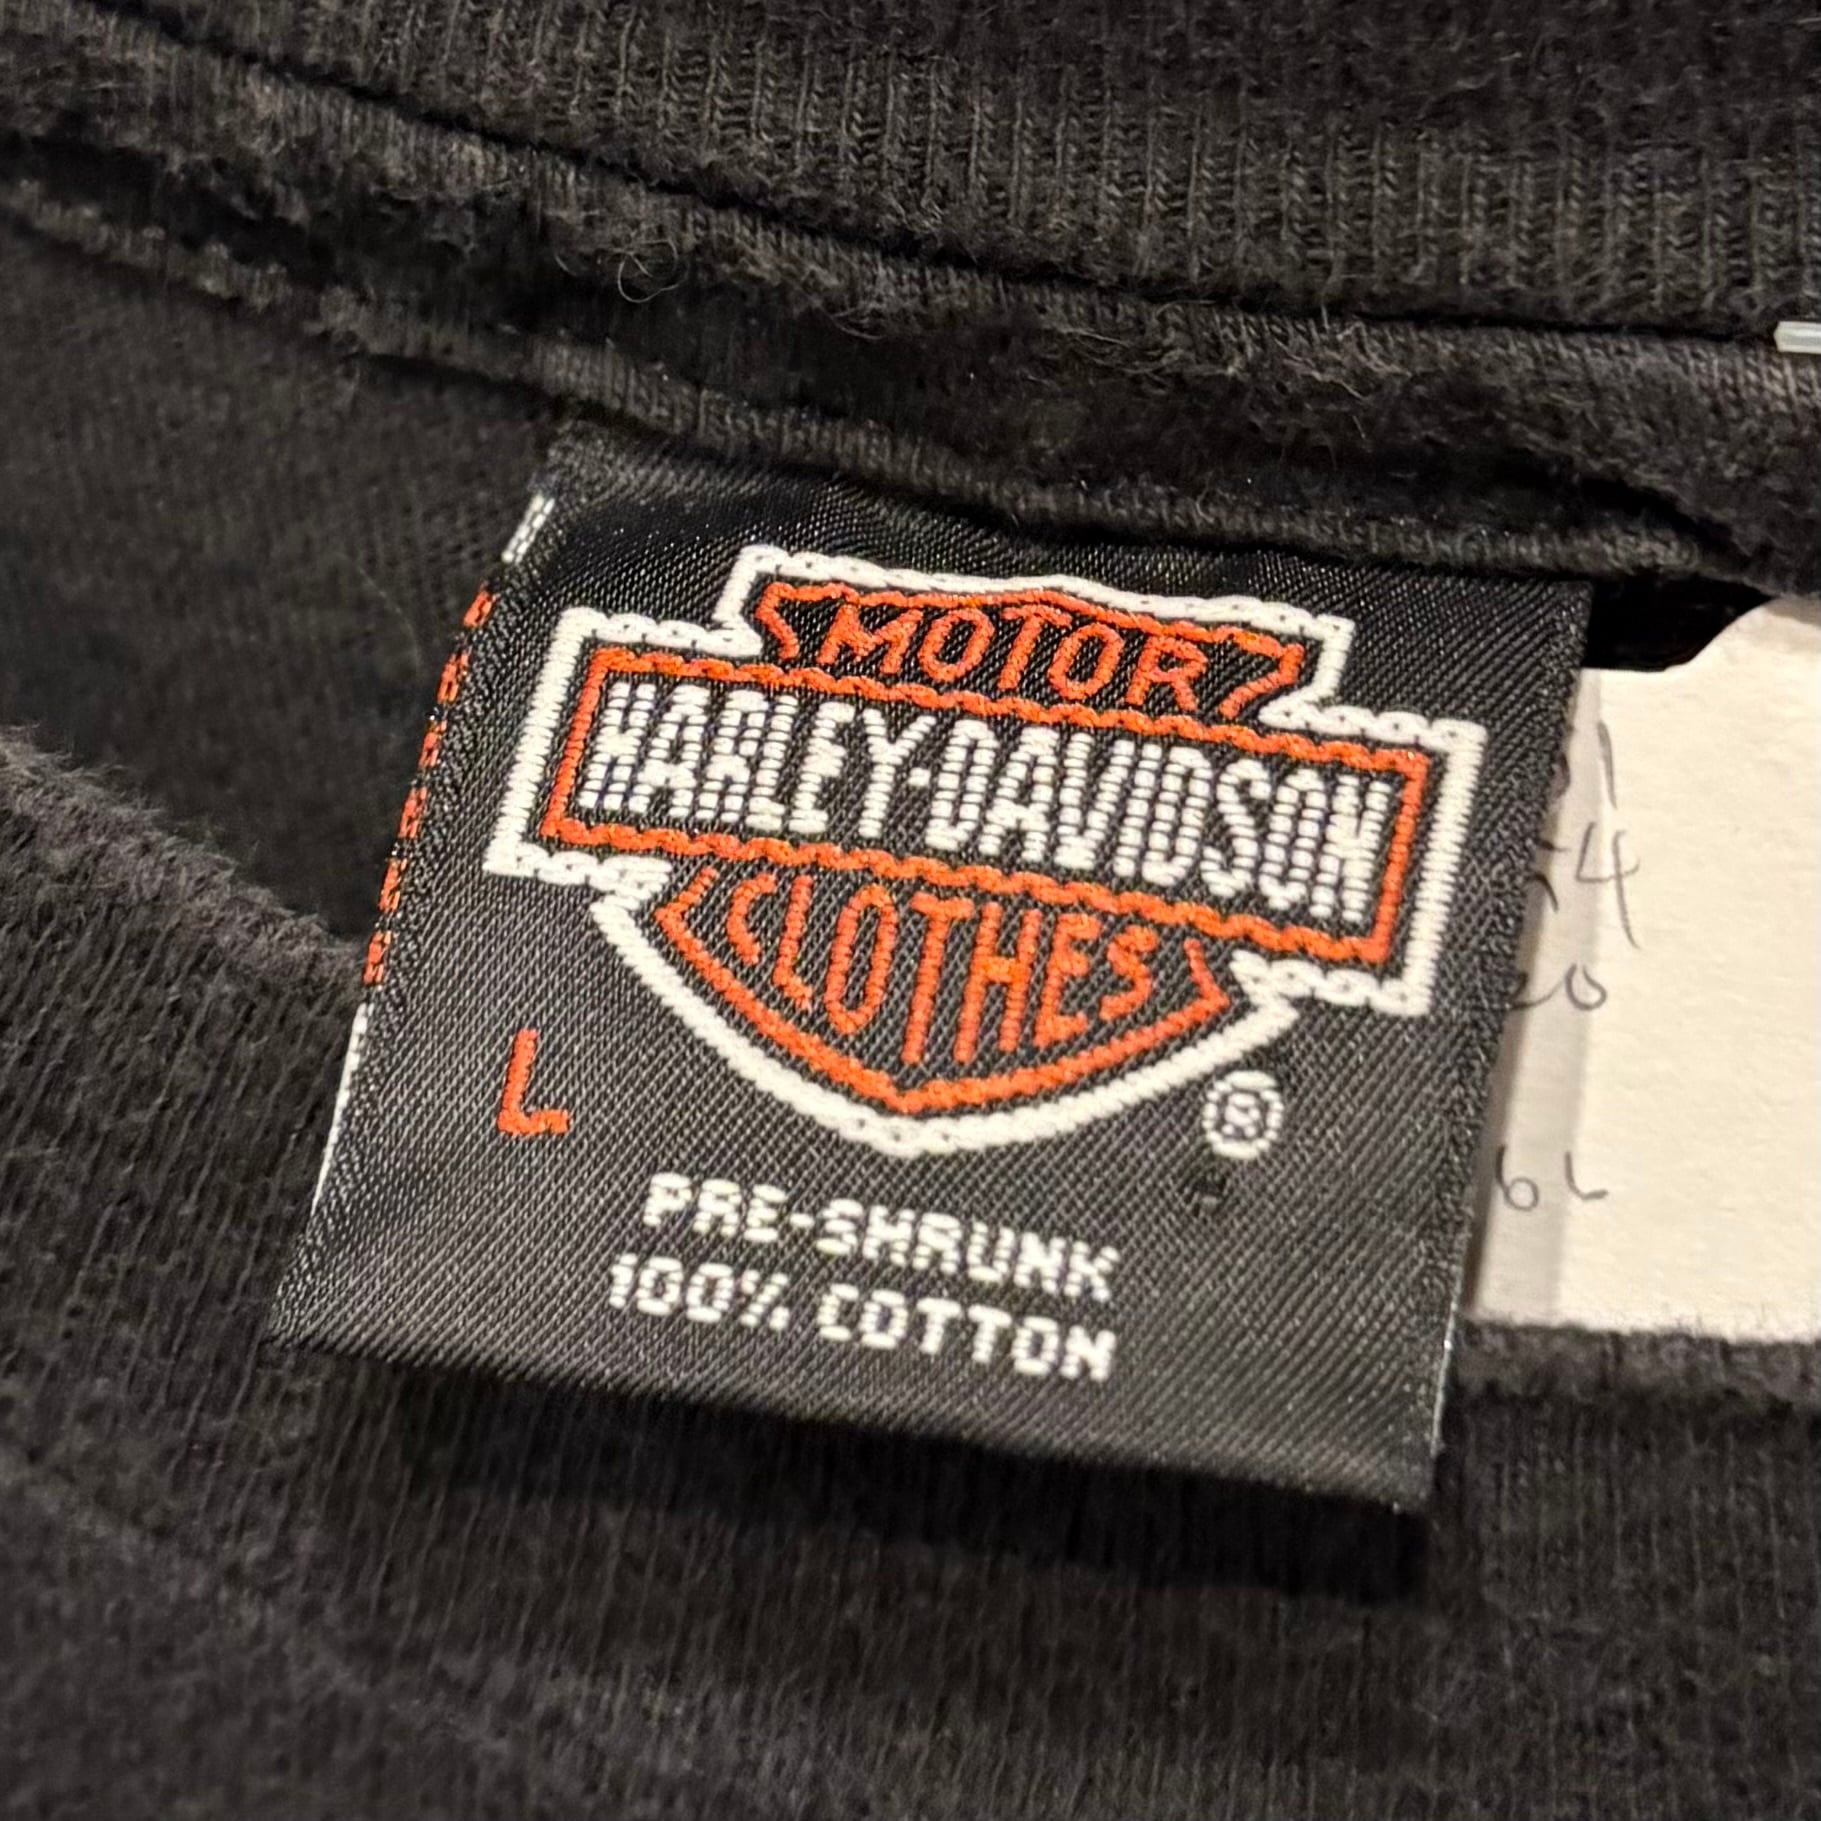 MOTOR
HARLEY-DAVIDSON
CLOTHES
®
L
PRE-SHRUNK
100% COTTON